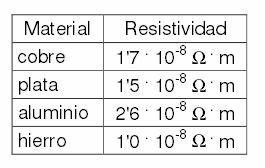 Material Resistividad
cobre 1'7 · 10⁻⁸ Ω · m
plata 1'5 · 10⁻⁸ Ω · m
aluminio 2'6 · 10⁻⁸ Ω · m
hierro 1'0 · 10⁻⁸ Ω · m